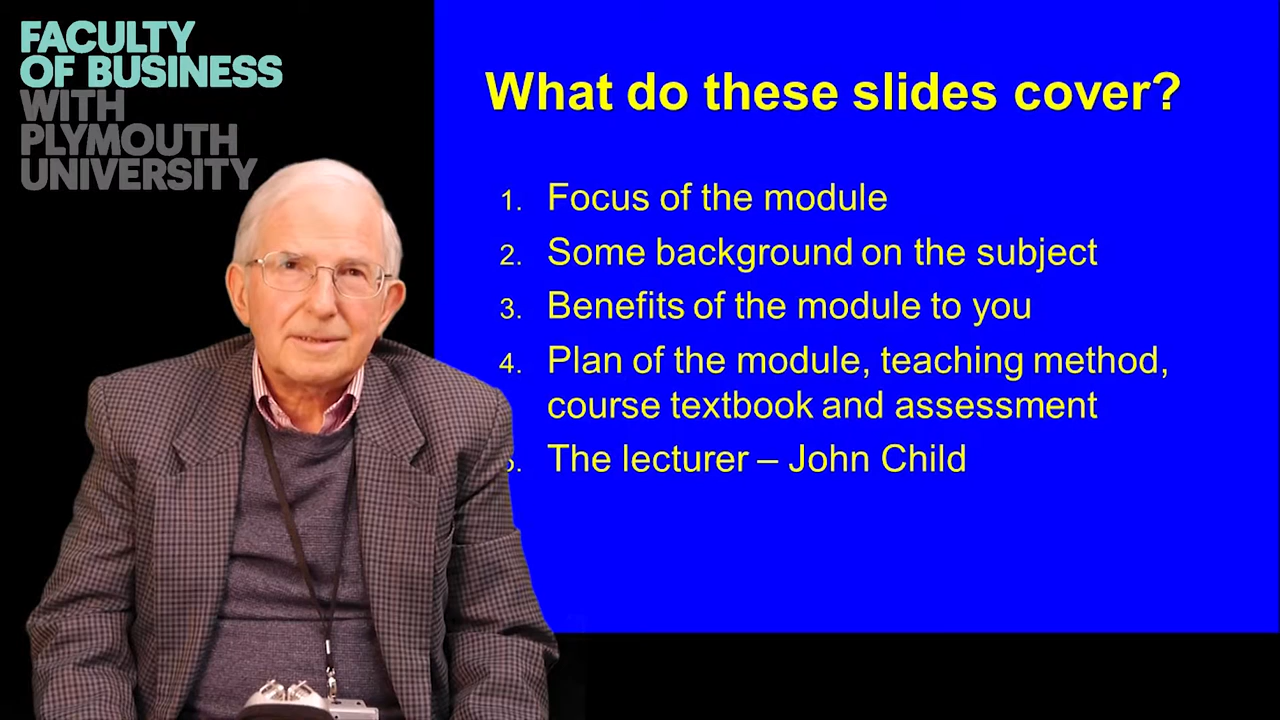 FACULTY
OF BUSINESS
WITH
PLYMOUTH
UNIVERSITY
What do these slides cover?
1. Focus of the module
2. Some background on the subject
3. Benefits of the module to you
4. Plan of the module, teaching method,
course textbook and assessment
The lecturer – John Child